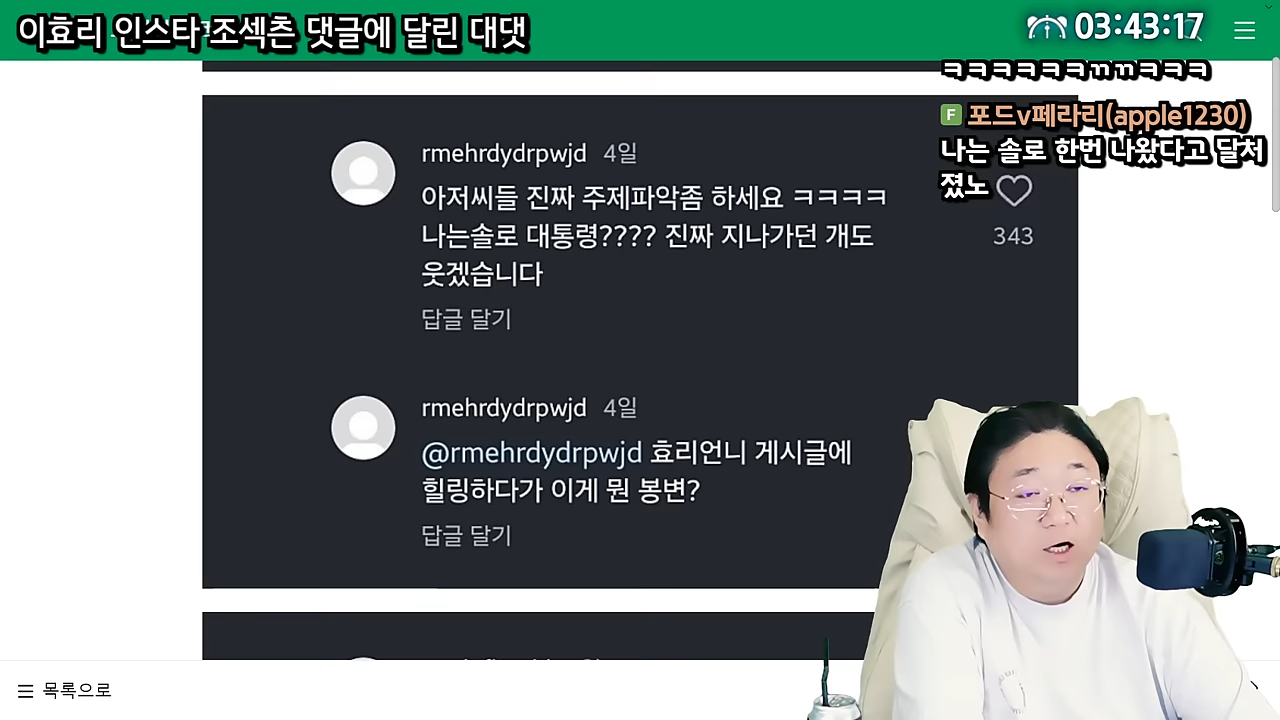 이효리 인스타 조섹츤 댓글에 달린 대댓
03:43:17
ㅋㅋㅋㅋㅋㅋㅠㅠㅋㅋㅋ
F 포드v페라리(apple1230)
나는 솔로 한번 나왔다고 달처
졌노
rmehrdydrpwjd 4일
아저씨들 진짜 주제파악좀 하세요 ㅋㅋㅋㅋ
나는솔로 대통령???? 진짜 지나가던 개도
웃겠습니다
답글 달기
343
rmehrdydrpwjd 4일
@rmehrdydrpwjd 효리언니 게시글에
힐링하다가 이게 뭔 봉변?
답글 달기
목록으로